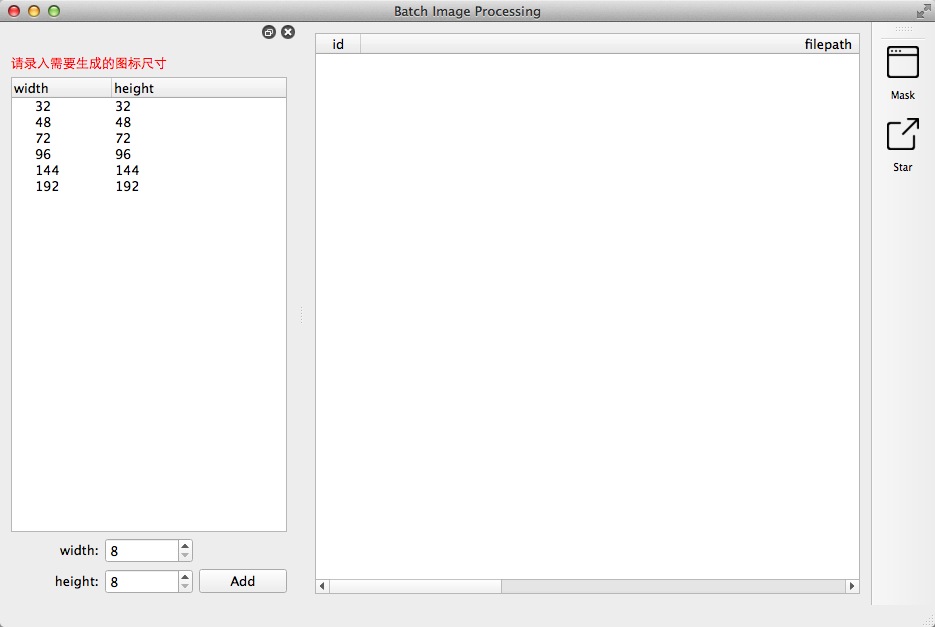 Batch Image Processing
请录入需要生成的图标尺寸
width height
32 32
48 48
72 72
96 96
144 144
192 192
width: 8
height: 8 Add
id filepath
Mask
Star